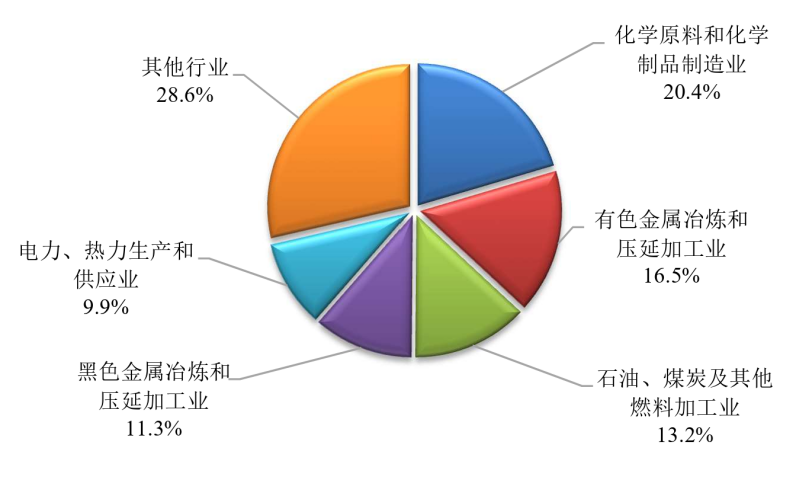 化学原料和化学
制品制造业
20.4%
有色金属冶炼和
压延加工业
16.5%
石油、煤炭及其他
燃料加工业
13.2%
黑色金属冶炼和
压延加工业
11.3%
电力、热力生产和
供应业
9.9%
其他行业
28.6%